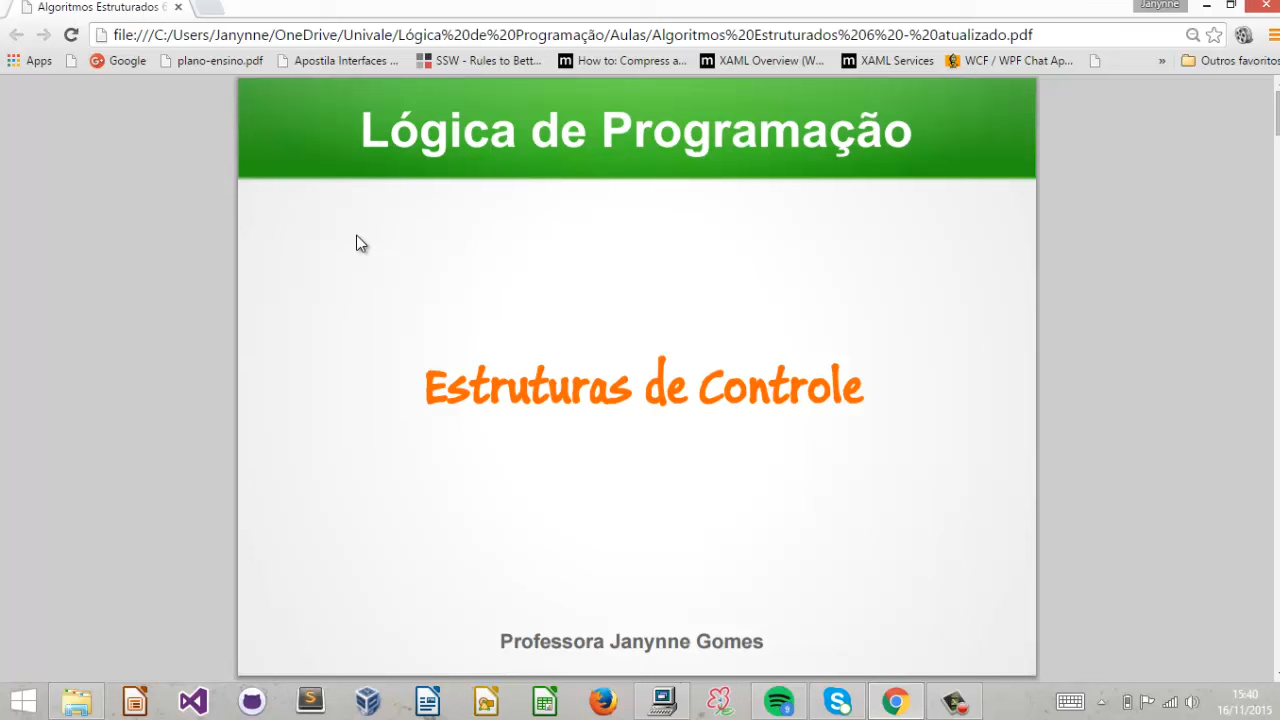 Algoritmos Estruturados 6
Janynne
file:///C:/Users/Janynne/OneDrive/Univale/Lógica%20de%20Programação/Aulas/Algoritmos%20Estruturados%206%20-%20atualizado.pdf
Apps Google plano-ensino.pdf Apostila Interfaces ... SSW - Rules to Bett... How to: Compress a... XAML Overview (W... XAML Services WCF / WPF Chat Ap... » Outros favoritos
Lógica de Programação
Estruturas de Controle
Professora Janynne Gomes
15:40
16/11/2015